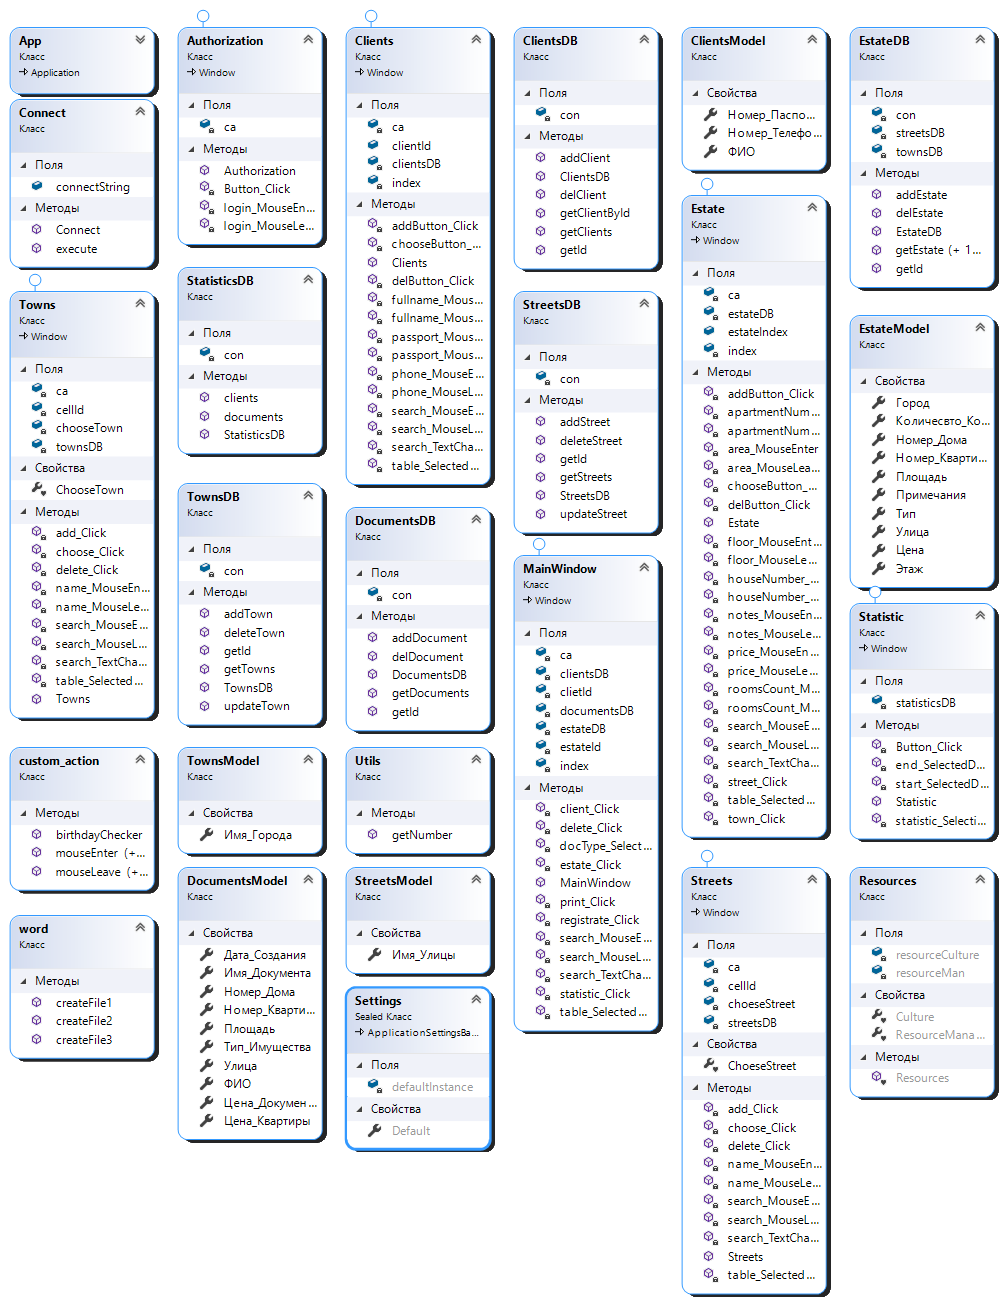 App
Класс
Application
Connect
Класс
Поля
connectString
Методы
Connect
execute
Towns
Класс
Window
Поля
ca
cellId
chooseTown
townsDB
Свойства
ChooseTown
Методы
add_Click
choose_Click
delete_Click
name_MouseEn...
name_MouseLe...
search_MouseE...
search_MouseL...
search_TextCha...
table_Selected...
Towns
custom_action
Класс
Методы
birthdayChecker
mouseEnter (+...
mouseLeave (+...
word
Класс
Методы
createFile1
createFile2
createFile3
Authorization
Класс
Window
Поля
ca
Методы
Authorization
Button_Click
login_MouseEn...
login_MouseLe...
StatisticsDB
Класс
Поля
con
Методы
clients
documents
StatisticsDB
TownsDB
Класс
Поля
con
Методы
addTown
deleteTown
getId
getTowns
TownsDB
updateTown
TownsModel
Класс
Свойства
Имя_Города
DocumentsModel
Класс
Свойства
Дата_Создания
Имя_Документа
Номер_Дома
Номер_Кварти...
Площадь
Тип_Имущества
Улица
ФИО
Цена_Докумен...
Цена_Квартиры
Clients
Класс
Window
Поля
ca
clientId
clientsDB
index
Методы
addButton_Click
chooseButton_...
Clients
delButton_Click
fullname_Mous...
fullname_Mous...
passport_Mous...
passport_Mous...
phone_MouseE...
phone_MouseL...
search_MouseE...
search_MouseL...
search_TextCha...
table_Selected...
DocumentsDB
Класс
Поля
con
Методы
addDocument
delDocument
DocumentsDB
getDocuments
getId
Utils
Класс
Методы
getNumber
StreetsModel
Класс
Свойства
Имя_Улицы
Settings
Sealed Класс
ApplicationSettingsBa...
Поля
defaultInstance
Свойства
Default
ClientsDB
Класс
Поля
con
Методы
addClient
ClientsDB
delClient
getClientById
getClients
getId
StreetsDB
Класс
Поля
con
Методы
addStreet
deleteStreet
getId
getStreets
StreetsDB
updateStreet
MainWindow
Класс
Window
Поля
ca
clientsDB
clietId
documentsDB
estateDB
estateId
index
Методы
client_Click
delete_Click
docType_Select...
estate_Click
MainWindow
print_Click
registrate_Click
search_MouseE...
search_MouseL...
search_TextCha...
statistic_Click
table_Selected...
ClientsModel
Класс
Свойства
Номер_Паспо...
Номер_Телефо...
ФИО
Estate
Класс
Window
Поля
ca
estateDB
estateIndex
index
Методы
addButton_Click
apartmentNum...
apartmentNum...
area_MouseEnter
area_MouseLea...
chooseButton_...
delButton_Click
Estate
floor_MouseEnt...
floor_MouseLe...
houseNumber_...
houseNumber_...
notes_MouseEn...
notes_MouseLe...
price_MouseEn...
price_MouseLe...
roomsCount_M...
roomsCount_M...
search_MouseE...
search_MouseL...
search_TextCha...
street_Click
table_Selected...
town_Click
Streets
Класс
Window
Поля
ca
cellId
choeseStreet
streetsDB
Свойства
ChoeseStreet
Методы
add_Click
choose_Click
delete_Click
name_MouseEn...
name_MouseLe...
search_MouseE...
search_MouseL...
search_TextCha...
Streets
table_Selected...
EstateDB
Класс
Поля
con
streetsDB
townsDB
Методы
addEstate
delEstate
EstateDB
getEstate (+ 1...
getId
EstateModel
Класс
Свойства
Город
Количесвто_Ко...
Номер_Дома
Номер_Кварти...
Площадь
Примечания
Тип
Улица
Цена
Этаж
Statistic
Класс
Window
Поля
statisticsDB
Методы
Button_Click
end_SelectedD...
start_SelectedD...
Statistic
statistic_Selecti...
Resources
Класс
Поля
resourceCulture
resourceMan
Свойства
Culture
ResourceMana...
Методы
Resources